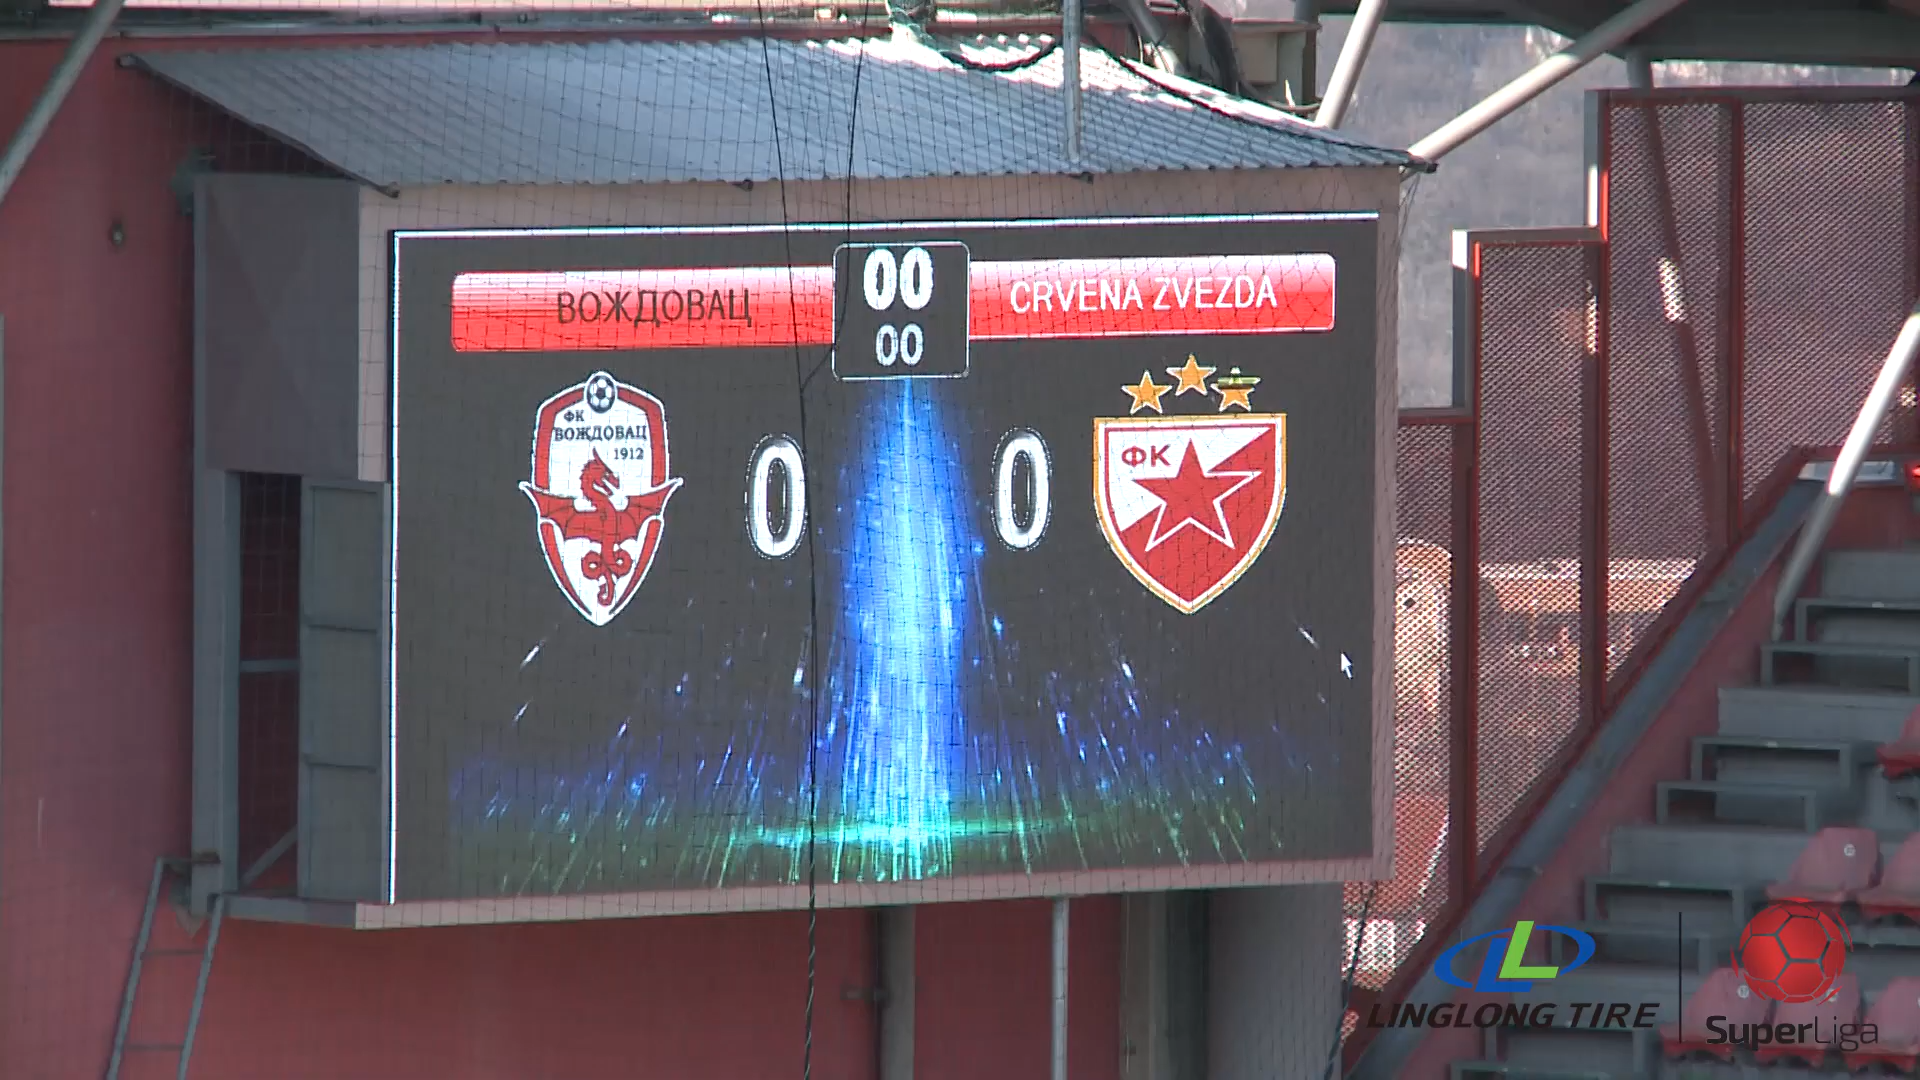 ВОЖДОВАЦ
00
00
CRVENA ZVEZDA
ФК
ВОЖДОВАЦ
1912
0
0
ФК
LINGLONG TIRE
SuperLiga